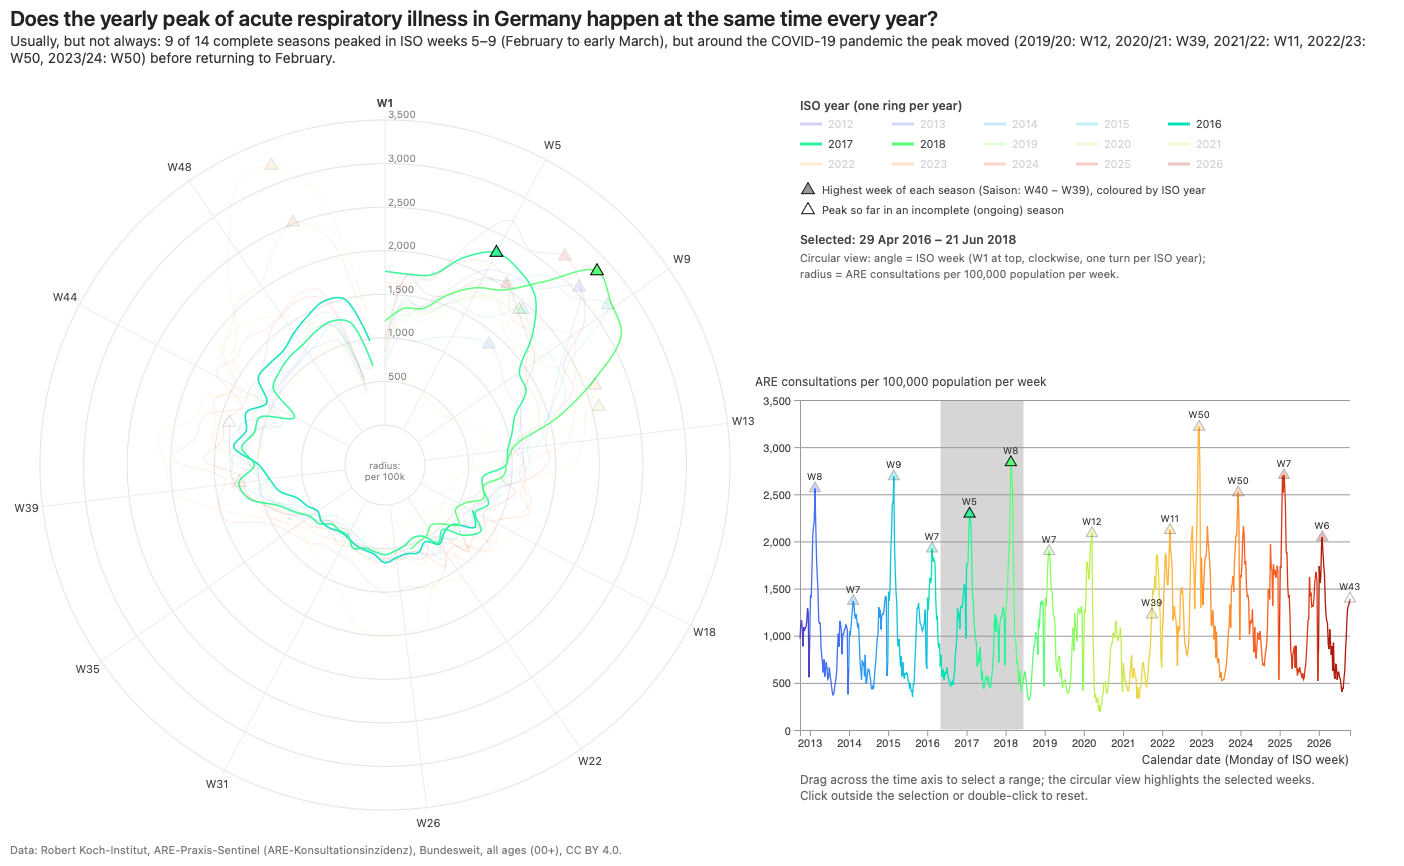 Does the yearly peak of acute respiratory illness in Germany happen at the same time every year?
Usually, but not always: 9 of 14 complete seasons peaked in ISO weeks 5–9 (February to early March), but around the COVID-19 pandemic the peak moved (2019/20: W12, 2020/21: W39, 2021/22: W11, 2022/23:
W50, 2023/24: W50) before returning to February.
W1
3,500
3,000
2,500
2,000
1,500
1,000
500
radius:
per 100k
W5
W9
W13
W18
W22
W26
W31
W35
W39
W44
W48
ISO year (one ring per year)
2012 2013 2014 2015 2016
2017 2018 2019 2020 2021
2022 2023 2024 2025 2026
Highest week of each season (Saison: W40 – W39), coloured by ISO year
Peak so far in an incomplete (ongoing) season
Selected: 29 Apr 2016 – 21 Jun 2018
Circular view: angle = ISO week (W1 at top, clockwise, one turn per ISO year);
radius = ARE consultations per 100,000 population per week.
ARE consultations per 100,000 population per week
3,500
3,000
2,500
2,000
1,500
1,000
500
0
W8
W7
W9
W7
W5
W8
W7
W12
W39
W11
W50
W50
W7
W6
W43
2013 2014 2015 2016 2017 2018 2019 2020 2021 2022 2023 2024 2025 2026
Calendar date (Monday of ISO week)
Drag across the time axis to select a range; the circular view highlights the selected weeks.
Click outside the selection or double-click to reset.
Data: Robert Koch-Institut, ARE-Praxis-Sentinel (ARE-Konsultationsinzidenz), Bundesweit, all ages (00+), CC BY 4.0.